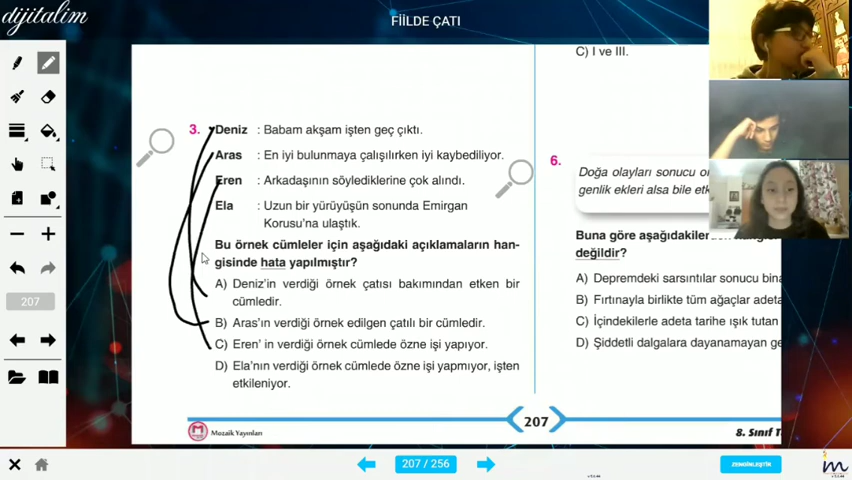 dijitalim
FİİLDE ÇATI
C) I ve III.
3. Deniz : Babam akşam işten geç çıktı.
Aras : En iyi bulunmaya çalışılırken iyi kaybediliyor.
Eren : Arkadaşının söylediklerine çok alındı.
Ela : Uzun bir yürüyüşün sonunda Emirgan
Korusu'na ulaştık.
Bu örnek cümleler için aşağıdaki açıklamaların han-
gisinde hata yapılmıştır?
A) Deniz'in verdiği örnek çatısı bakımından etken bir
cümledir.
B) Aras'ın verdiği örnek edilgen çatılı bir cümledir.
C) Eren' in verdiği örnek cümlede özne işi yapıyor.
D) Ela'nın verdiği örnek cümlede özne işi yapmıyor, işten
etkileniyor.
6.
Doğa olayları sonucu
genlik ekleri alsa bile
Buna göre
değildir?
A) Depremdeki sarsıntılar sonucu
B) Fırtınayla birlikte tüm ağaçlar
C) İçindekilerle adeta tarihe ışık tutan
D) Şiddetli dalgalara dayanamayan
Mozaik Yayınları
207
8. Sınıf
207
207 / 256
ZENGİNLEŞTİR
m